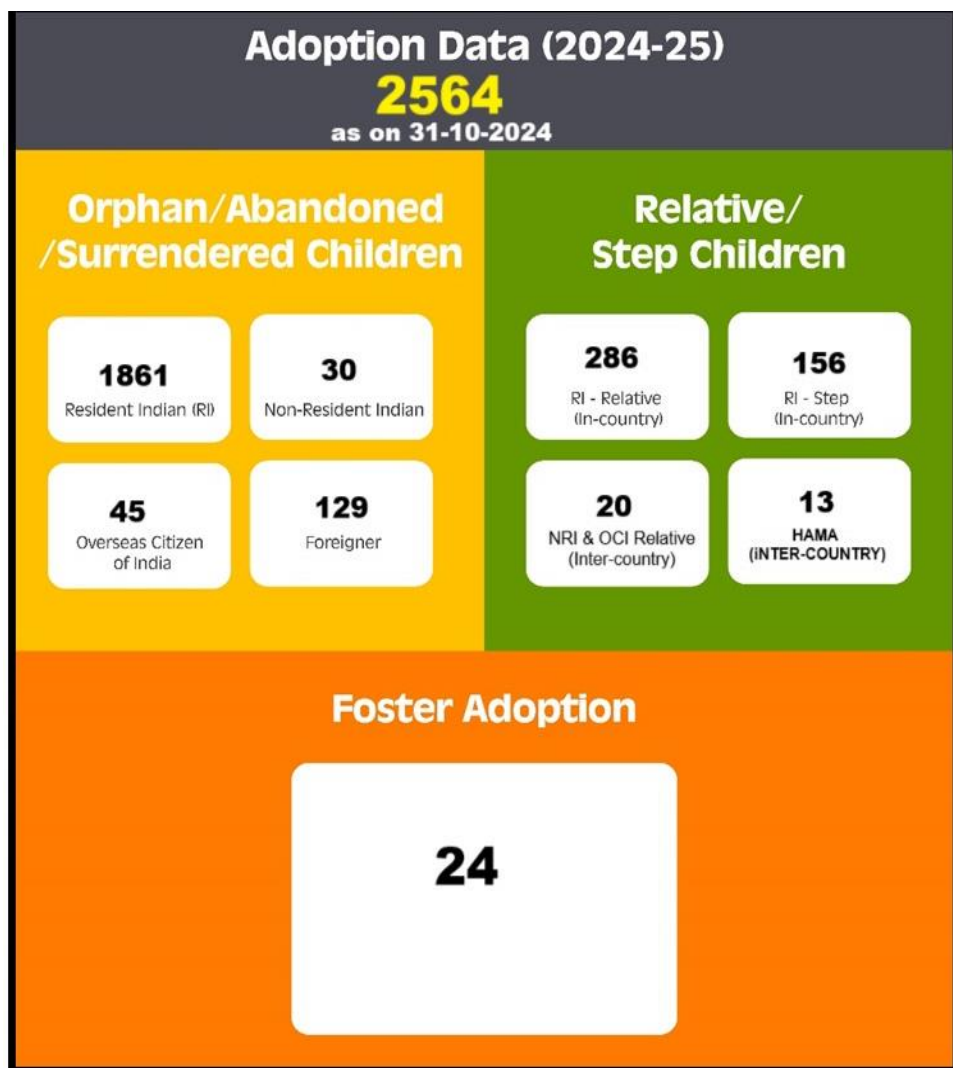 Adoption Data (2024-25)
2564
as on 31-10-2024
Orphan/Abandoned
/Surrendered Children
1861
Resident Indian (RI)
30
Non-Resident Indian
45
Overseas Citizen
of India
129
Foreigner
Relative/
Step Children
286
RI - Relative
(In-country)
156
RI - Step
(In-country)
20
NRI & OCI Relative
(Inter-country)
13
HAMA
(iNTER-COUNTRY)
Foster Adoption
24